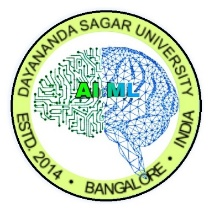 DAYANANDA SAGAR UNIVERSITY
AI ML
ESTD. 2014 • BANGALORE • INDIA